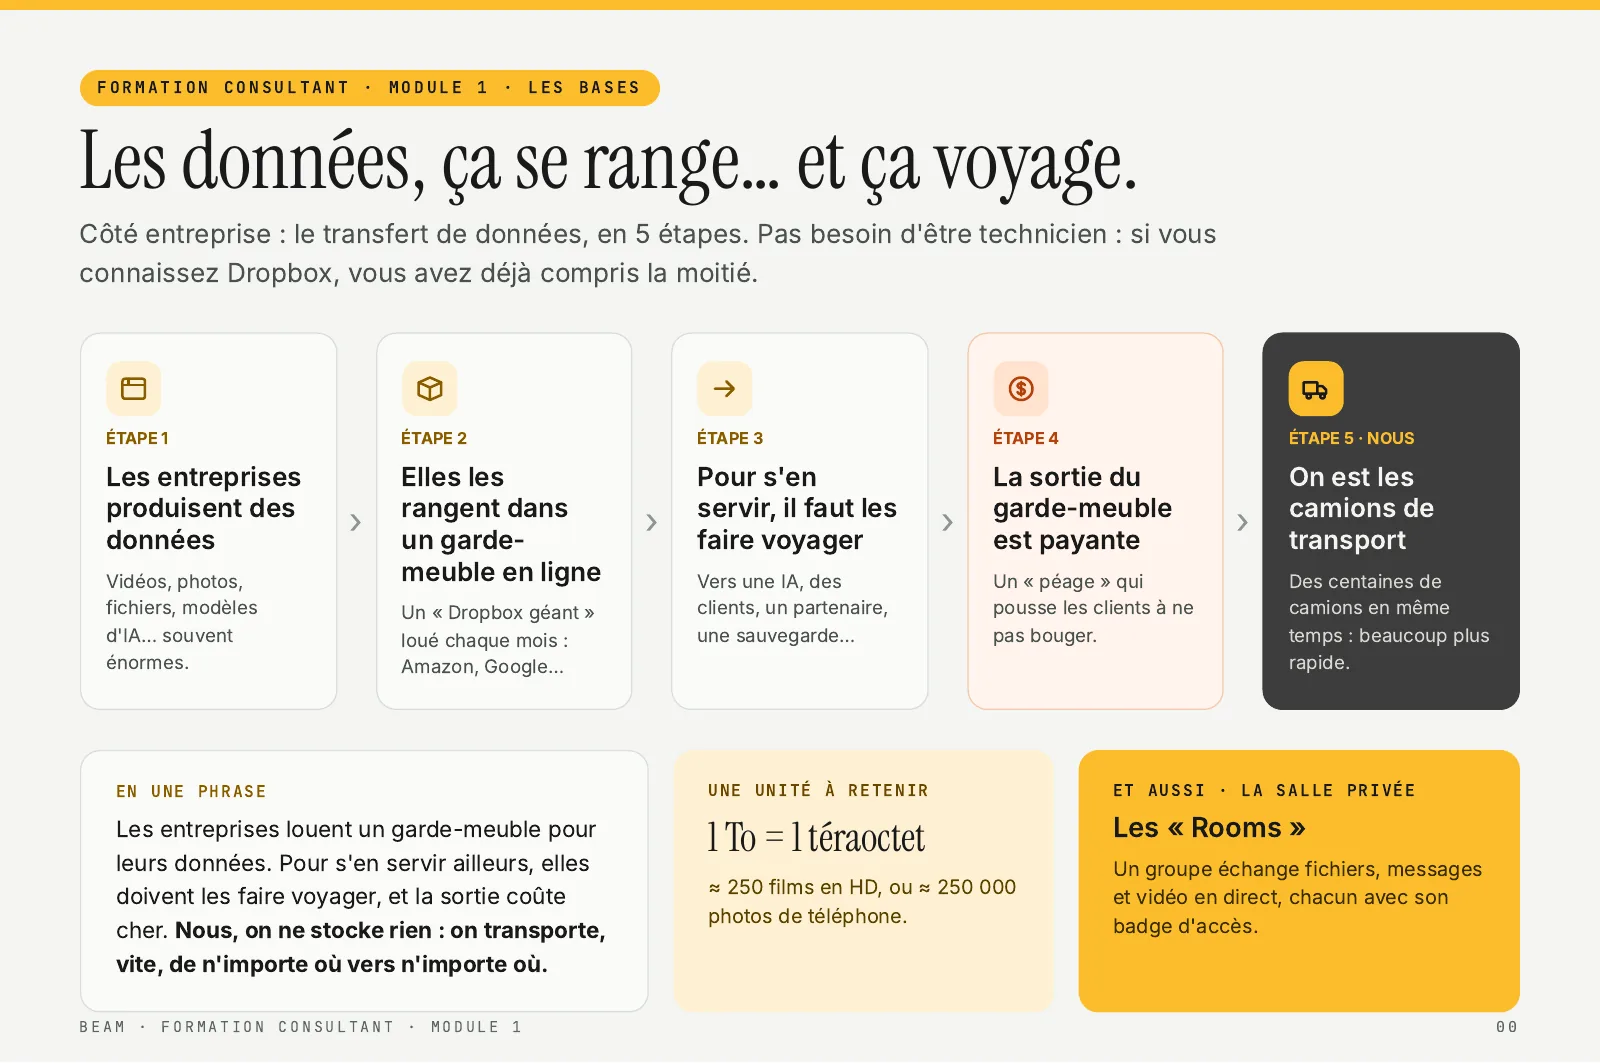 FORMATION CONSULTANT · MODULE 1 · LES BASES
Les données, ça se range... et ça voyage.
Côté entreprise : le transfert de données, en 5 étapes. Pas besoin d'être technicien : si vous
connaissez Dropbox, vous avez déjà compris la moitié.
ÉTAPE 1
Les entreprises
produisent des
données
Vidéos, photos,
fichiers, modèles
d'IA... souvent
énormes.
ÉTAPE 2
Elles les
rangent dans
un garde-
meuble en ligne
Un « Dropbox géant »
loué chaque mois :
Amazon, Google...
ÉTAPE 3
Pour s'en
servir, il faut les
faire voyager
Vers une IA, des
clients, un partenaire,
une sauvegarde...
ÉTAPE 4
La sortie du
garde-meuble
est payante
Un « péage » qui
pousse les clients à ne
pas bouger.
ÉTAPE 5 · NOUS
On est les
camions de
transport
Des centaines de
camions en même
temps : beaucoup plus
rapide.
EN UNE PHRASE
Les entreprises louent un garde-meuble pour
leurs données. Pour s'en servir ailleurs, elles
doivent les faire voyager, et la sortie coûte
cher. Nous, on ne stocke rien : on transporte,
vite, de n'importe où vers n'importe où.
UNE UNITÉ À RETENIR
1 To = 1 téraoctet
≈ 250 films en HD, ou ≈ 250 000
photos de téléphone.
ET AUSSI · LA SALLE PRIVÉE
Les « Rooms »
Un groupe échange fichiers, messages
et vidéo en direct, chacun avec son
badge d'accès.
BEAM · FORMATION CONSULTANT · MODULE 1
00